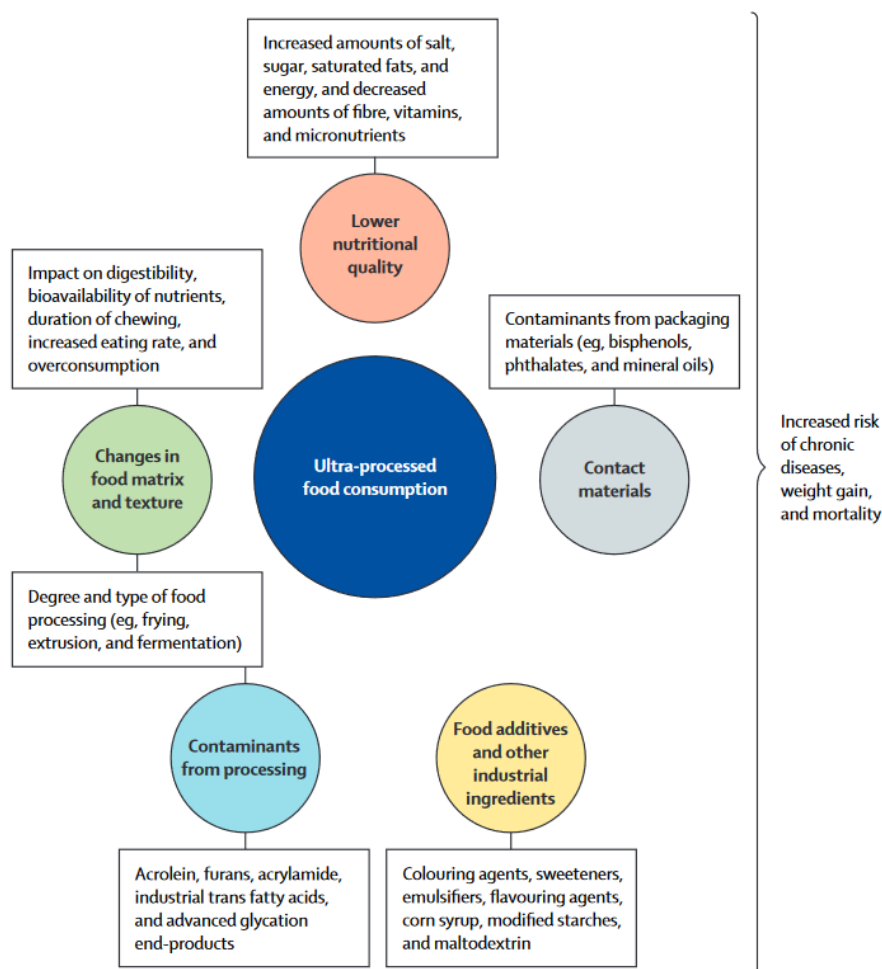 Increased amounts of salt,
sugar, saturated fats, and
energy, and decreased
amounts of fibre, vitamins,
and micronutrients
Lower
nutritional
quality
Impact on digestibility,
bioavailability of nutrients,
duration of chewing,
increased eating rate, and
overconsumption
Contaminants from packaging
materials (eg, bisphenols,
phthalates, and mineral oils)
Changes in
food matrix
and texture
Ultra-processed
food consumption
Contact
materials
Increased risk
of chronic
diseases,
weight gain,
and mortality
Degree and type of food
processing (eg, frying,
extrusion, and fermentation)
Contaminants
from processing
Food additives
and other
industrial
ingredients
Acrolein, furans, acrylamide,
industrial trans fatty acids,
and advanced glycation
end-products
Colouring agents, sweeteners,
emulsifiers, flavouring agents,
corn syrup, modified starches,
and maltodextrin